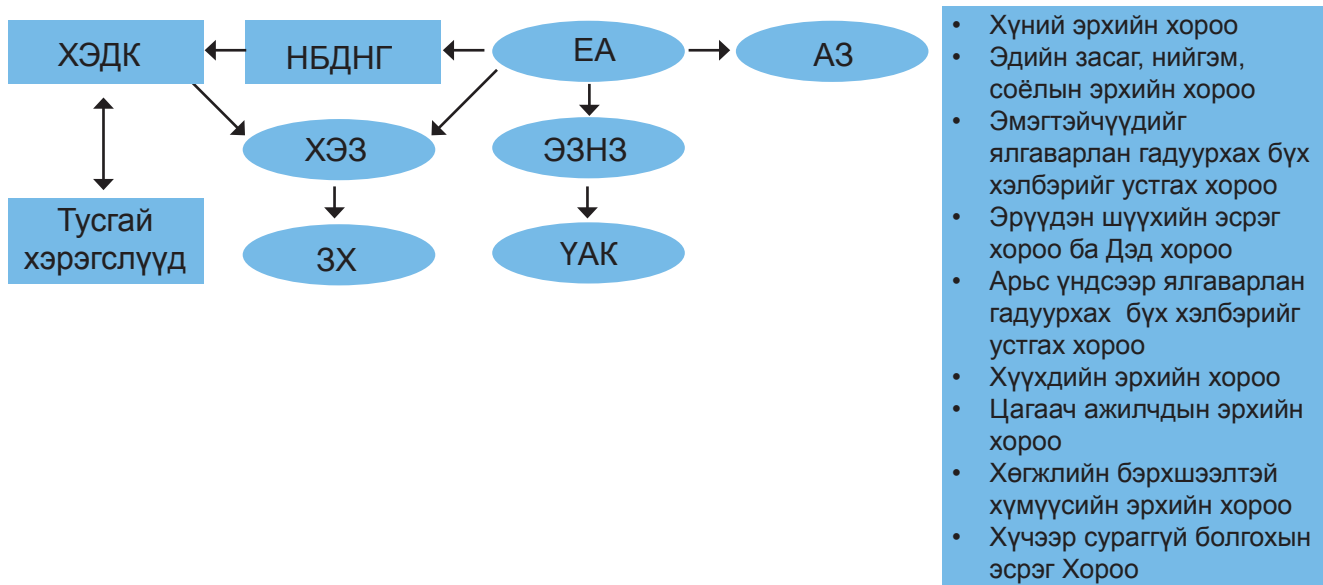 ХЭДК
НБДНГ
ЕА
АЗ
ХЭЗ
ЭЗНЗ
Тусгай
хэрэгслүүд
ЗХ
ҮАК
• Хүний эрхийн хороо
• Эдийн засаг, нийгэм,
соёлын эрхийн хороо
• Эмэгтэйчүүдийг
ялгаварлан гадуурхах бүх
хэлбэрийг устгах хороо
• Эрүүдэн шүүхийн эсрэг
хороо ба Дэд хороо
• Арьс үндсээр ялгаварлан
гадуурхах бүх хэлбэрийг
устгах хороо
• Хүүхдийн эрхийн хороо
• Цагаач ажилчдын эрхийн
хороо
• Хөгжлийн бэрхшээлтэй
хүмүүсийн эрхийн хороо
• Хүчээр сураггүй болгохын
эсрэг Хороо